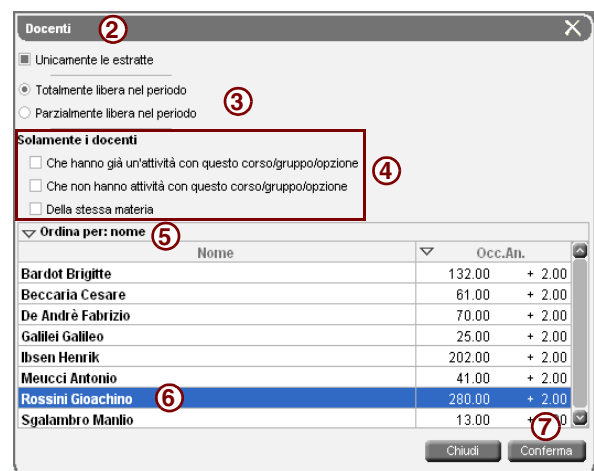 Docenti 2
Unicamente le estratte
Totalmente libera nel periodo
3
Parzialmente libera nel periodo
Solamente i docenti
Che hanno già un'attività con questo corso/gruppo/opzione
4
Che non hanno attività con questo corso/gruppo/opzione
Della stessa materia
Ordina per: nome 5
Nome Occ.An.
Bardot Brigitte 132.00 + 2.00
Beccaria Cesare 61.00 + 2.00
De Andrè Fabrizio 70.00 + 2.00
Galilei Galileo 25.00 + 2.00
Ibsen Henrik 202.00 + 2.00
Meucci Antonio 41.00 + 2.00
Rossini Gioachino 6 280.00 + 2.00
Sgalambro Manlio 13.00
7
Chiudi Conferma